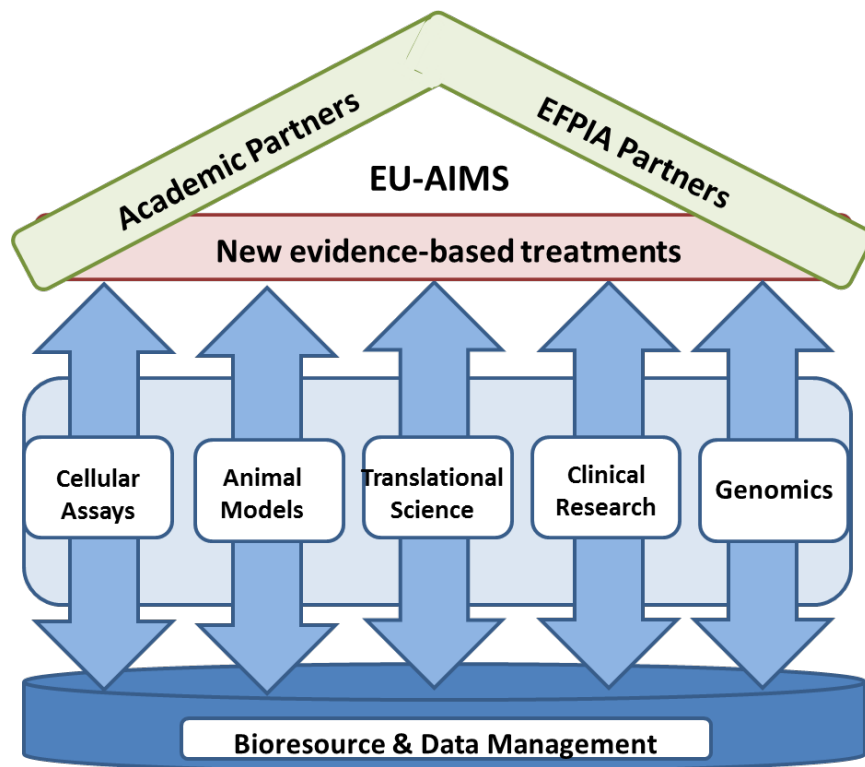 Academic Partners
EFPIA Partners
EU-AIMS
New evidence-based treatments
Cellular
Assays
Animal
Models
Translational
Science
Clinical
Research
Genomics
Bioresource & Data Management